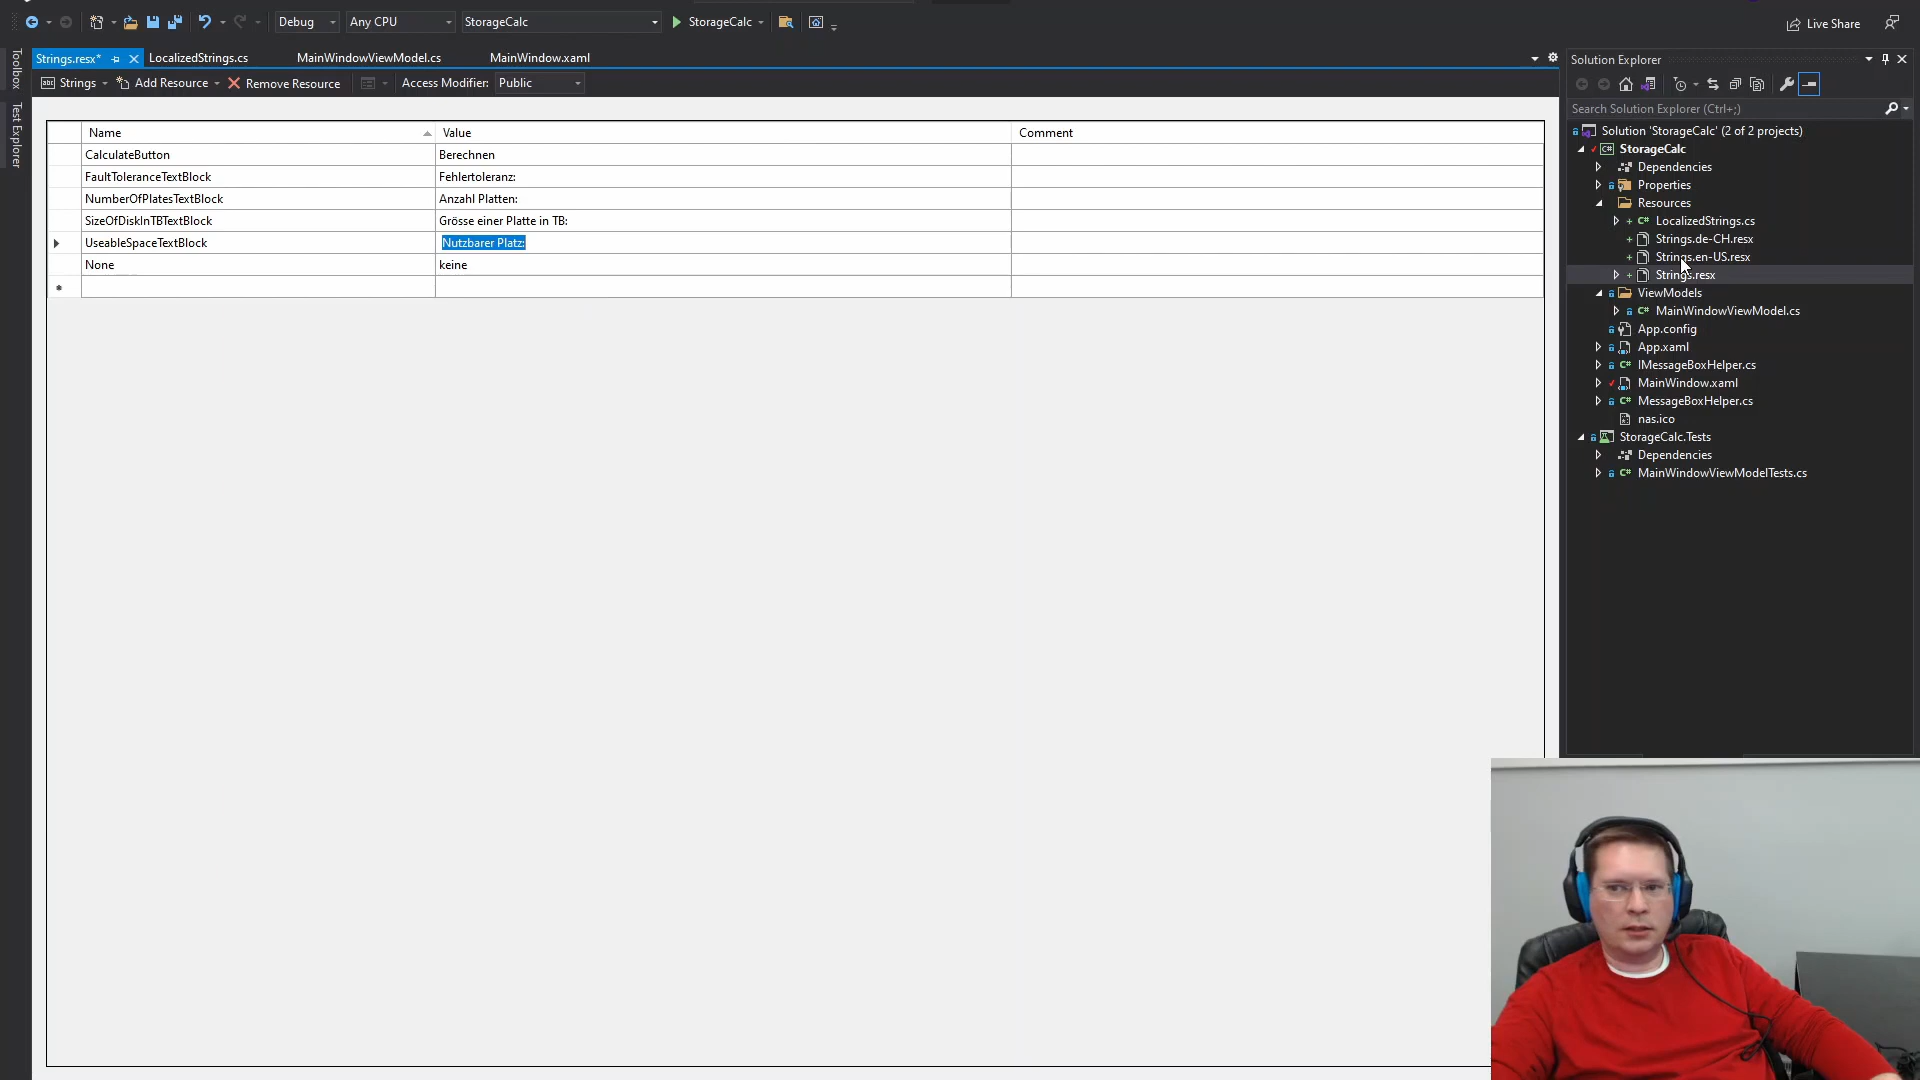 Debug
Any CPU
StorageCalc
StorageCalc
Live Share
Toolbox
Test Explorer
Strings.resx*
LocalizedStrings.cs
MainWindowViewModel.cs
MainWindow.xaml
Strings
Add Resource
Remove Resource
Access Modifier:
Public
Name
Value
Comment
CalculateButton
Berechnen
FaultToleranceTextBlock
Fehlertoleranz:
NumberOfPlatesTextBlock
Anzahl Platten:
SizeOfDiskInTBTextBlock
Grösse einer Platte in TB:
UseableSpaceTextBlock
Nutzbarer Platz:
None
keine
Solution Explorer
Search Solution Explorer (Ctrl+;)
Solution 'StorageCalc' (2 of 2 projects)
StorageCalc
Dependencies
Properties
Resources
LocalizedStrings.cs
Strings.de-CH.resx
Strings.en-US.resx
Strings.resx
ViewModels
MainWindowViewModel.cs
App.config
App.xaml
IMessageBoxHelper.cs
MainWindow.xaml
MessageBoxHelper.cs
nas.ico
StorageCalc.Tests
Dependencies
MainWindowViewModelTests.cs